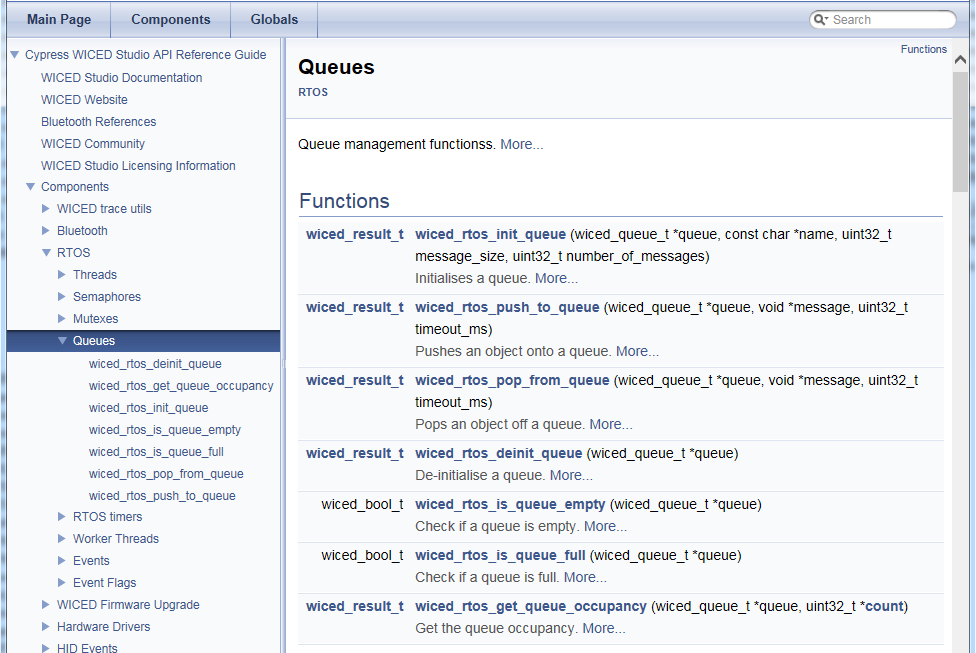 Main Page
Components
Globals
Search
Cypress WICED Studio API Reference Guide
WICED Studio Documentation
WICED Website
Bluetooth References
WICED Community
WICED Studio Licensing Information
Components
WICED trace utils
Bluetooth
RTOS
Threads
Semaphores
Mutexes
Queues
wiced_rtos_deinit_queue
wiced_rtos_get_queue_occupancy
wiced_rtos_init_queue
wiced_rtos_is_queue_empty
wiced_rtos_is_queue_full
wiced_rtos_pop_from_queue
wiced_rtos_push_to_queue
RTOS timers
Worker Threads
Events
Event Flags
WICED Firmware Upgrade
Hardware Drivers
HID Events
Functions
Queues
RTOS
Queue management functionss. More...
Functions
wiced_result_t wiced_rtos_init_queue (wiced_queue_t *queue, const char *name, uint32_t
message_size, uint32_t number_of_messages)
Initialises a queue. More...
wiced_result_t wiced_rtos_push_to_queue (wiced_queue_t *queue, void *message, uint32_t
timeout_ms)
Pushes an object onto a queue. More...
wiced_result_t wiced_rtos_pop_from_queue (wiced_queue_t *queue, void *message, uint32_t
timeout_ms)
Pops an object off a queue. More...
wiced_result_t wiced_rtos_deinit_queue (wiced_queue_t *queue)
De-initialise a queue. More...
wiced_bool_t wiced_rtos_is_queue_empty (wiced_queue_t *queue)
Check if a queue is empty. More...
wiced_bool_t wiced_rtos_is_queue_full (wiced_queue_t *queue)
Check if a queue is full. More...
wiced_result_t wiced_rtos_get_queue_occupancy (wiced_queue_t *queue, uint32_t *count)
Get the queue occupancy. More...